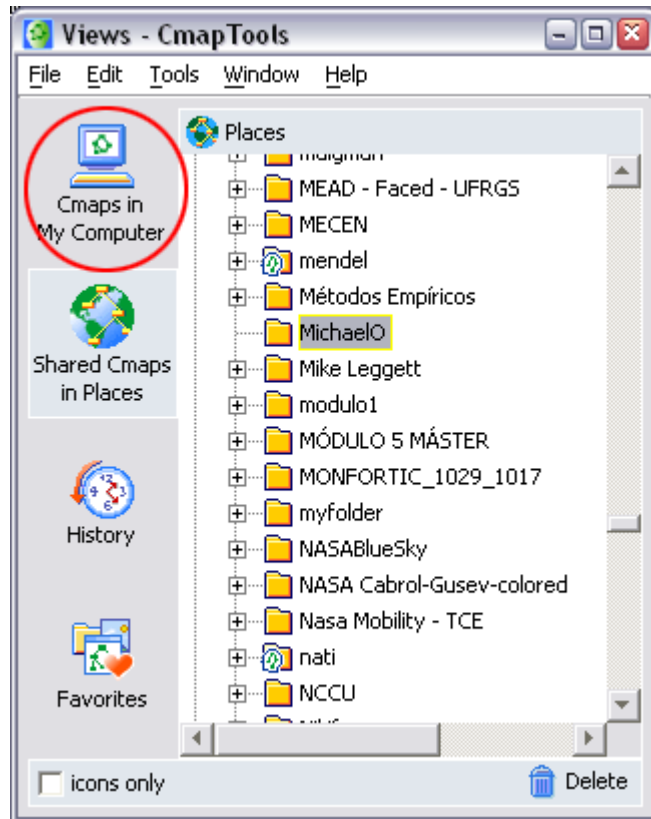 Views - CmapTools
File Edit Tools Window Help
Cmaps in
My Computer
Shared Cmaps
in Places
History
Favorites
Places
MEAD - Faced - UFRGS
MECEN
mendel
Métodos Empíricos
MichaelO
Mike Leggett
modulo1
MÓDULO 5 MÁSTER
MONFORTIC_1029_1017
myfolder
NASABlueSky
NASA Cabrol-Gusev-colored
Nasa Mobility - TCE
nati
NCCU
icons only
Delete